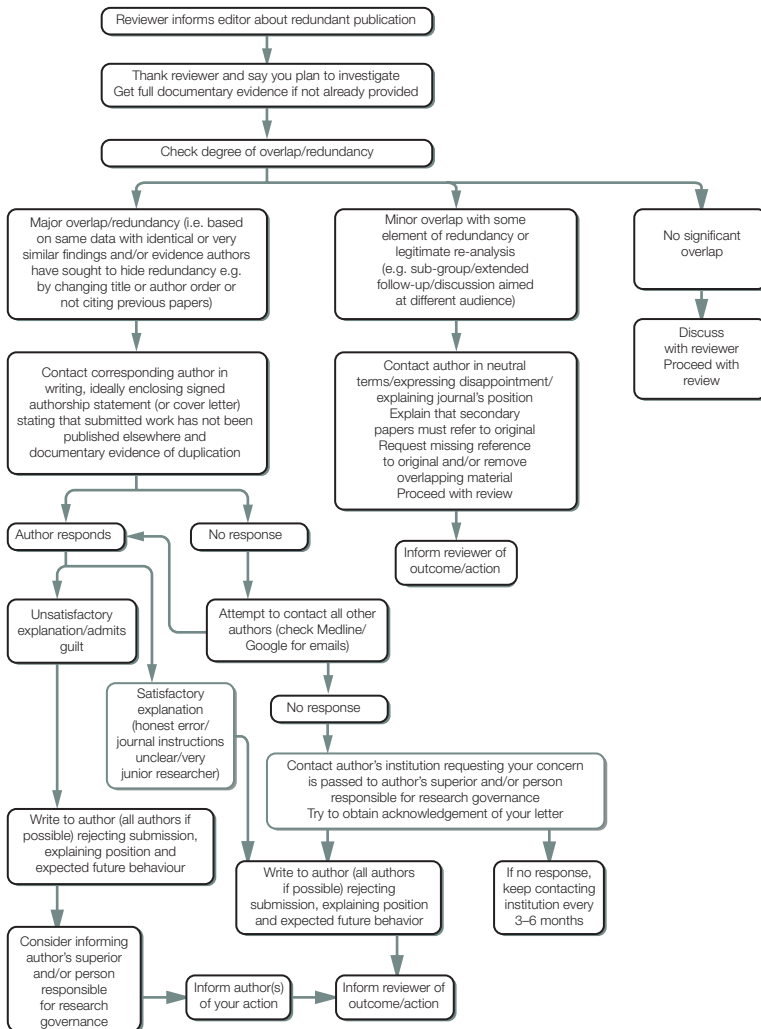 Reviewer informs editor about redundant publication
Thank reviewer and say you plan to investigate
Get full documentary evidence if not already provided
Check degree of overlap/redundancy
Major overlap/redundancy (i.e. based
on same data with identical or very
similar findings and/or evidence authors
have sought to hide redundancy e.g.
by changing title or author order or
not citing previous papers)
Minor overlap with some
element of redundancy or
legitimate re-analysis
(e.g. sub-group/extended
follow-up/discussion aimed
at different audience)
No significant
overlap
Discuss
with reviewer
Proceed with
review
Contact corresponding author in
writing, ideally enclosing signed
authorship statement (or cover letter)
stating that submitted work has not been
published elsewhere and
documentary evidence of duplication
Contact author in neutral
terms/expressing disappointment/
explaining journal's position
Explain that secondary
papers must refer to original
Request missing reference
to original and/or remove
overlapping material
Proceed with review
Author responds
No response
Inform reviewer of
outcome/action
Unsatisfactory
explanation/admits
guilt
Attempt to contact all other
authors (check Medline/
Google for emails)
Satisfactory
explanation
(honest error/
journal instructions
unclear/very
junior researcher)
No response
Contact author's institution requesting your concern
is passed to author's superior and/or person
responsible for research governance
Try to obtain acknowledgement of your letter
Write to author (all authors if
possible) rejecting submission,
explaining position and
expected future behaviour
Write to author (all authors
if possible) rejecting
submission, explaining position
and expected future behavior
If no response,
keep contacting
institution every
3–6 months
Consider informing
author's superior
and/or person
responsible
for research
governance
Inform author(s)
of your action
Inform reviewer of
outcome/action